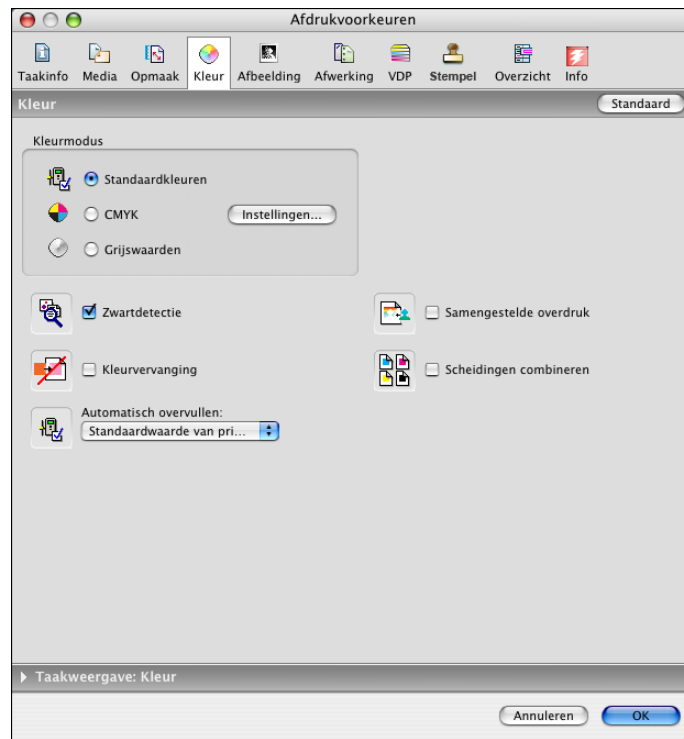 Afdrukvoorkeuren
Taakinfo Media Opmaak Kleur Afbeelding Afwerking VDP Stempel Overzicht Info
Kleur Standaard
Kleurmodus
Standaardkleuren
CMYK Instellingen...
Grijswaarden
Zwartdetectie Samengestelde overdruk
Kleurvervanging Scheidingen combineren
Automatisch overvullen:
Standaardwaarde van pri...
Taakweergave: Kleur
Annuleren OK